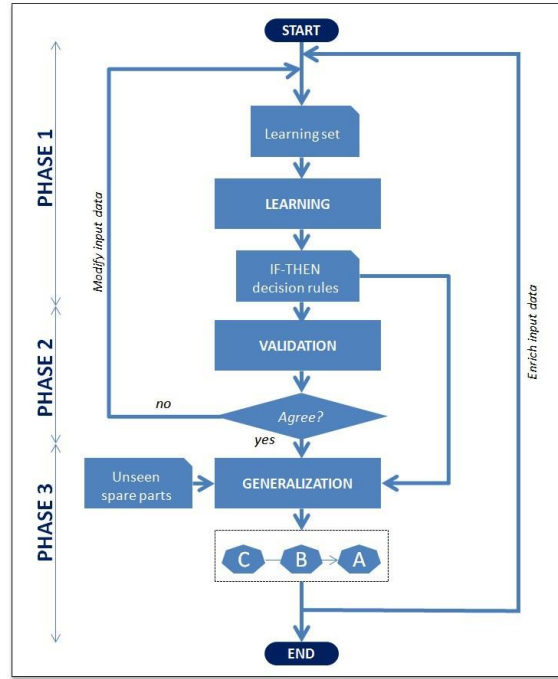 START
PHASE 1
Modify input data
Learning set
LEARNING
IF-THEN
decision rules
Enrich input data
PHASE 2
VALIDATION
no
Agree?
yes
PHASE 3
Unseen
spare parts
GENERALIZATION
C B A
END